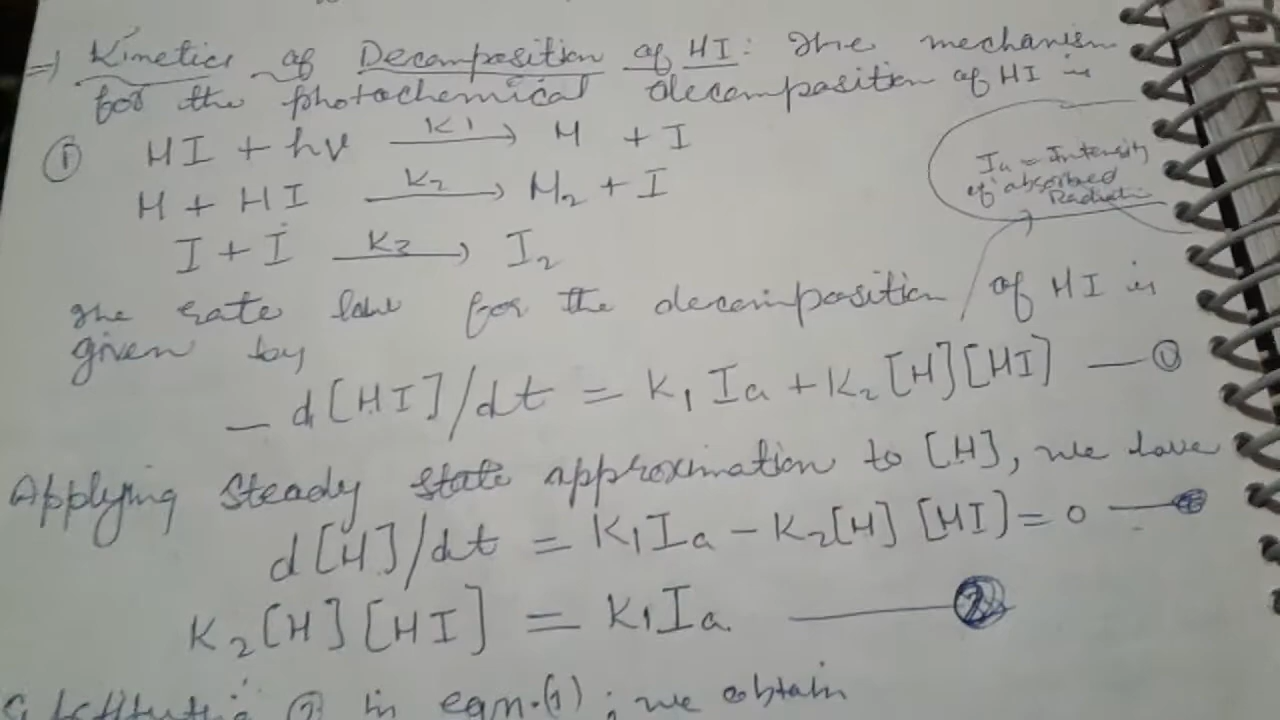 =) Kinetics of Decomposition of HI: The mechanism
for the photochemical decomposition of HI is
① HI + hν —K1→ H + I
H + HI —K2→ H2 + I
I + I —K3→ I2
Ia = Intensity
of absorbed
Radiation
The rate law for the decomposition of HI is
given by
— d[HI]/dt = K1 Ia + K2 [H][HI] — ①
Applying steady state approximation to [H], we have
d[H]/dt = K1Ia — K2[H] [HI] = 0 —
K2[H][HI] = K1Ia — ②
② in eqn.(1); we obtain